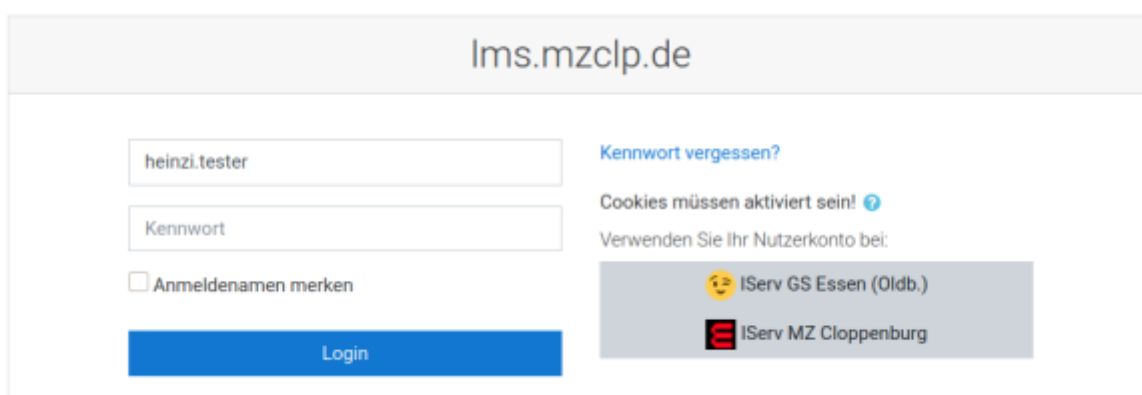 lms.mzclp.de
heinzi.tester
Kennwort
Anmeldenamen merken
Login
Kennwort vergessen?
Cookies müssen aktiviert sein!
Verwenden Sie Ihr Nutzerkonto bei:
IServ GS Essen (Oldb.)
IServ MZ Cloppenburg